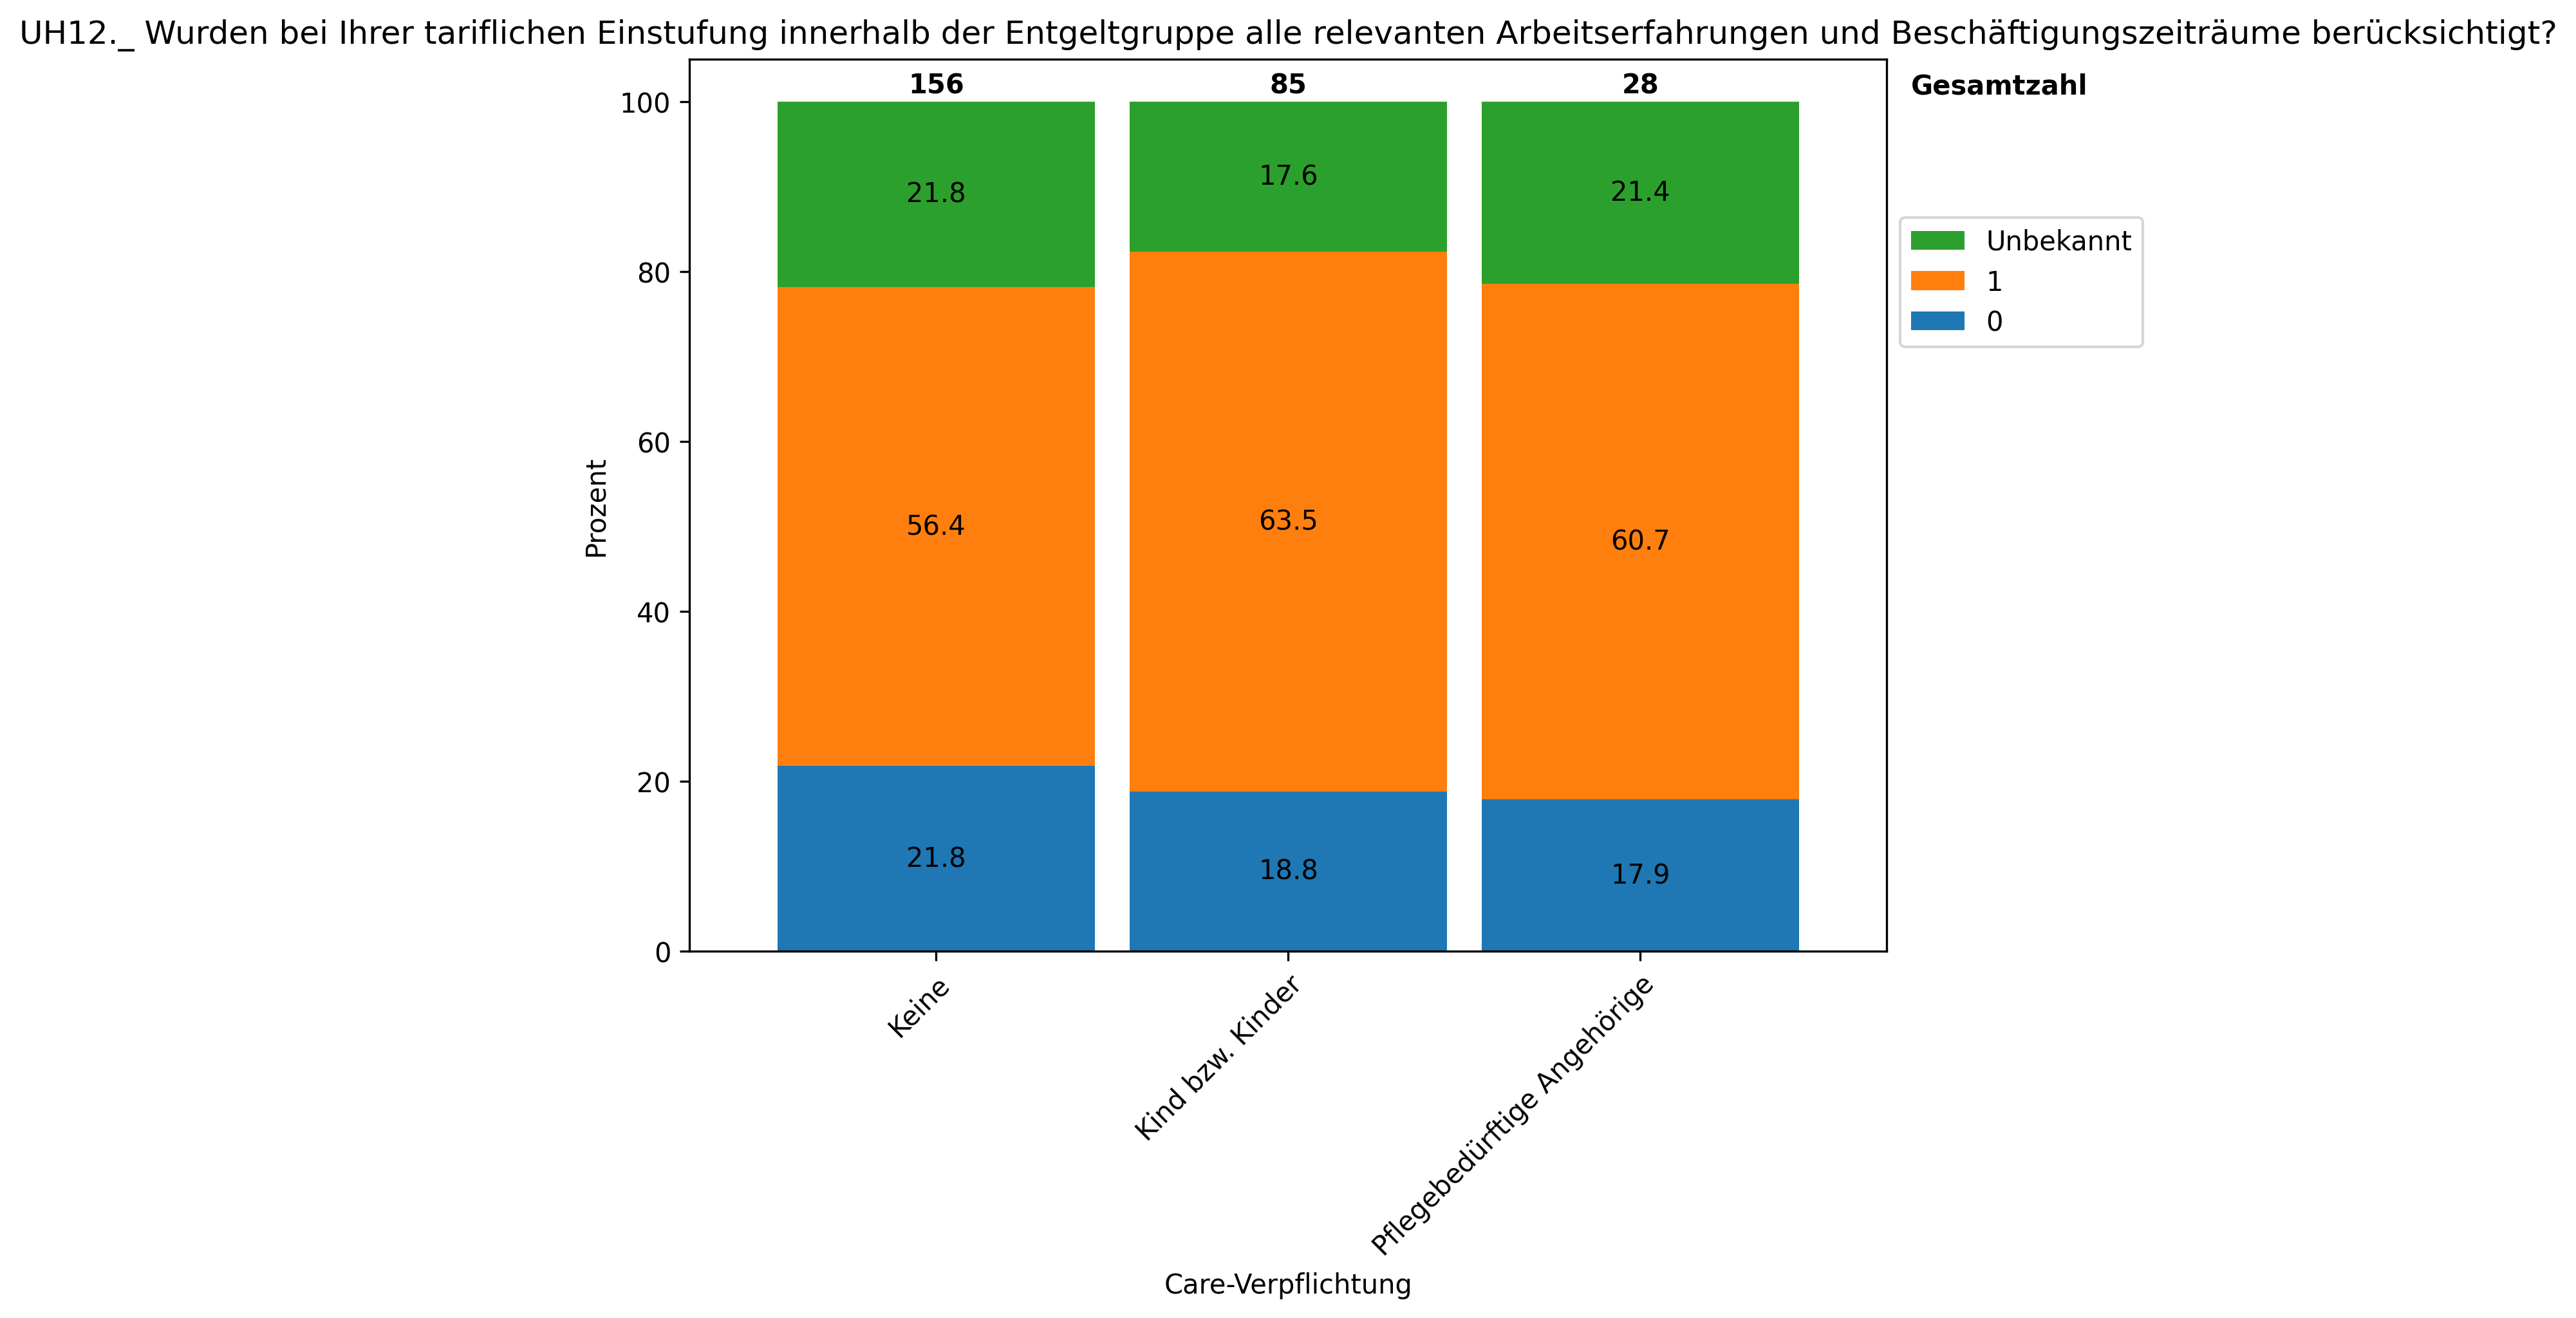 UH12._ Wurden bei Ihrer tariflichen Einstufung innerhalb der Entgeltgruppe alle relevanten Arbeitserfahrungen und Beschäftigungszeiträume berücksichtigt?
156 85 28 Gesamtzahl
100
80
60
40
20
0
Prozent
21.8 17.6 21.4
56.4 63.5 60.7
21.8 18.8 17.9
Unbekannt
1
0
Keine
Kind bzw. Kinder
Pflegebedürftige Angehörige
Care-Verpflichtung